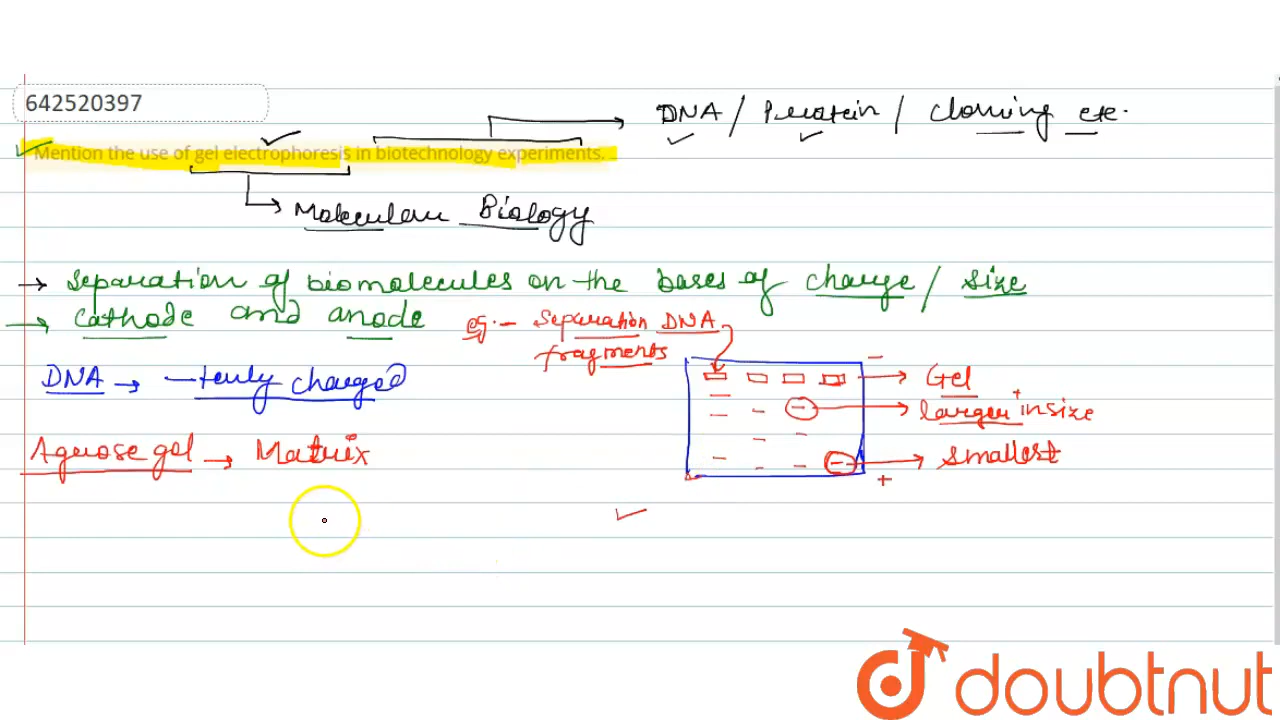 642520397
DNA / Protein / Cloning etc.
Mention the use of gel electrophoresis in biotechnology experiments.
Molecular Biology
→ Separation of biomolecules on the bases of charge / size
→ cathode and anode
eg:- Separation DNA
fragments
DNA → -tively charged
Gel
larger in size
Agarose gel → Matrix
smallest
doubtnut